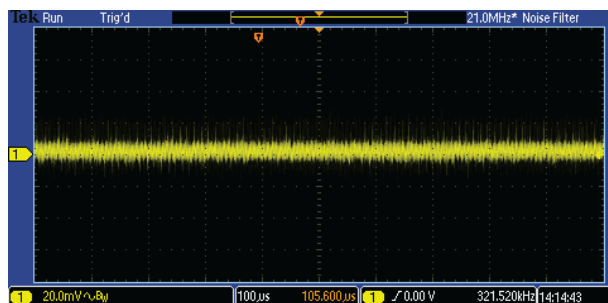 Tek Run Trig'd 21.0MHz* Noise Filter
T
T
1
1 20.0mV∿BW 100µs 105.600µs 1 ∫ 0.00 V 321.520kHz 14:14:43